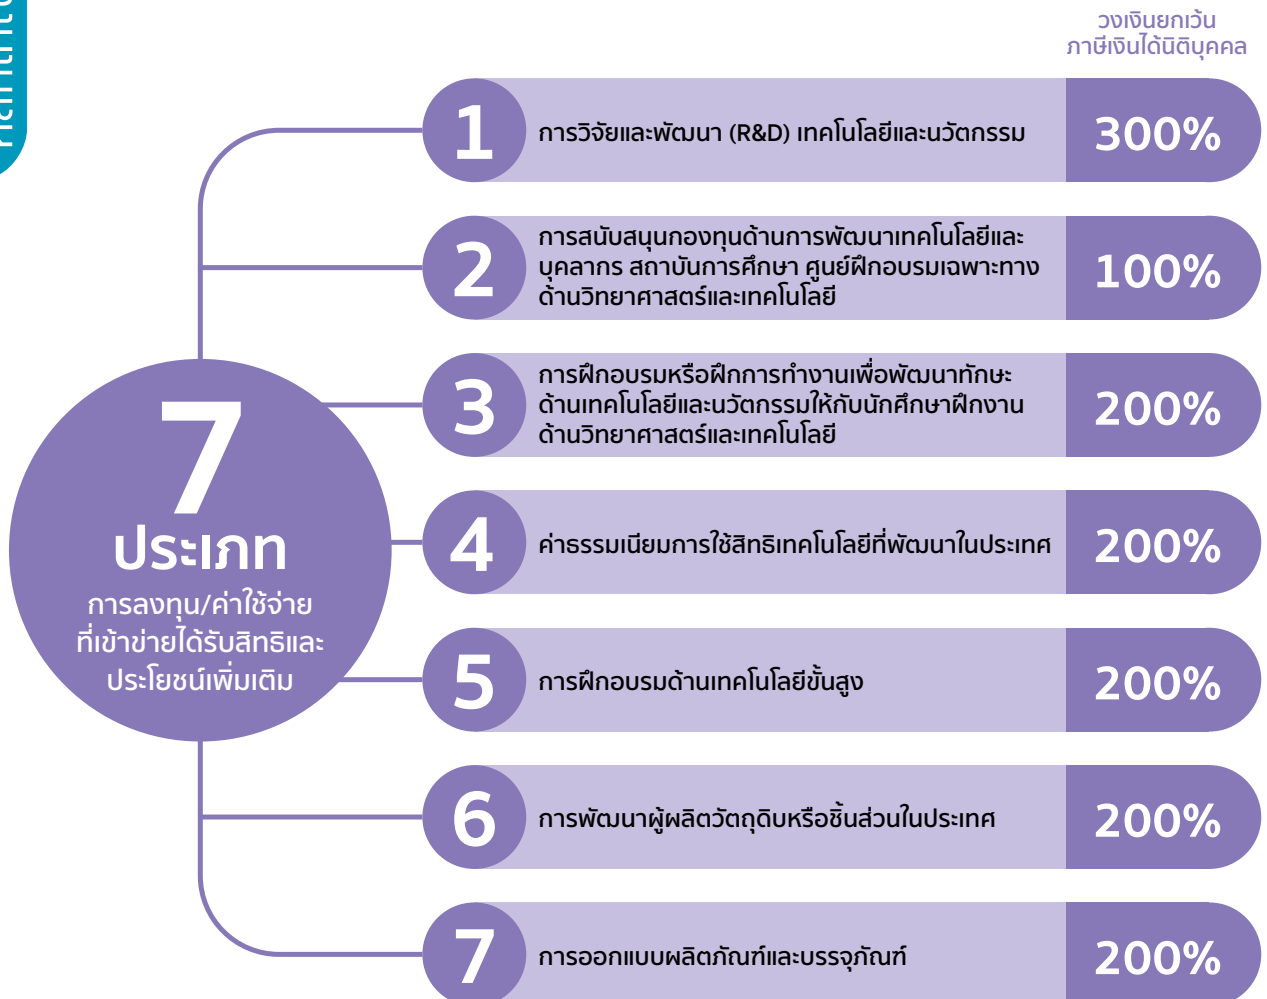 วงเงินยกเว้น
ภาษีเงินได้นิติบุคคล
7
ประเภท
การลงทุน/ค่าใช้จ่าย
ที่เข้าข่ายได้รับสิทธิและ
ประโยชน์เพิ่มเติม
1 การวิจัยและพัฒนา (R&D) เทคโนโลยีและนวัตกรรม 300%
2 การสนับสนุนกองทุนด้านการพัฒนาเทคโนโลยีและ
บุคลากร สถาบันการศึกษา ศูนย์ฝึกอบรมเฉพาะทาง
ด้านวิทยาศาสตร์และเทคโนโลยี
100%
3 การฝึกอบรมหรือฝึกการทำงานเพื่อพัฒนาทักษะ
ด้านเทคโนโลยีและนวัตกรรมให้กับนักศึกษาฝึกงาน
ด้านวิทยาศาสตร์และเทคโนโลยี
200%
4 ค่าธรรมเนียมการใช้สิทธิเทคโนโลยีที่พัฒนาในประเทศ 200%
5 การฝึกอบรมด้านเทคโนโลยีขั้นสูง 200%
6 การพัฒนาผู้ผลิตวัตถุดิบหรือชิ้นส่วนในประเทศ 200%
7 การออกแบบผลิตภัณฑ์และบรรจุภัณฑ์ 200%